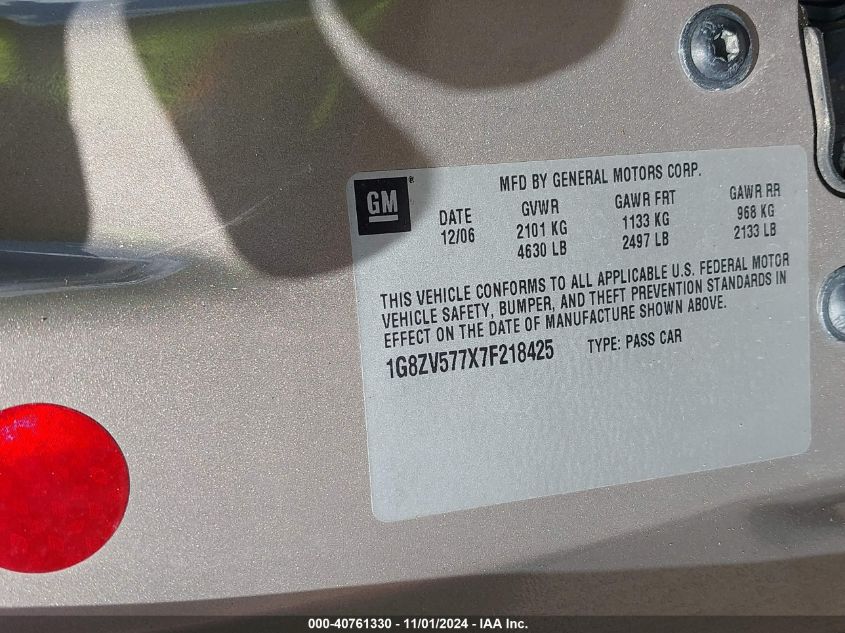 GM®
MFD BY GENERAL MOTORS CORP.
DATE GVWR GAWR FRT GAWR RR
12/06 2101 KG 1133 KG 968 KG
4630 LB 2497 LB 2133 LB
THIS VEHICLE CONFORMS TO ALL APPLICABLE U.S. FEDERAL MOTOR
VEHICLE SAFETY, BUMPER, AND THEFT PREVENTION STANDARDS IN
EFFECT ON THE DATE OF MANUFACTURE SHOWN ABOVE.
1G8ZV577X7F218425 TYPE: PASS CAR
000-40761330 - 11/01/2024 - IAA Inc.